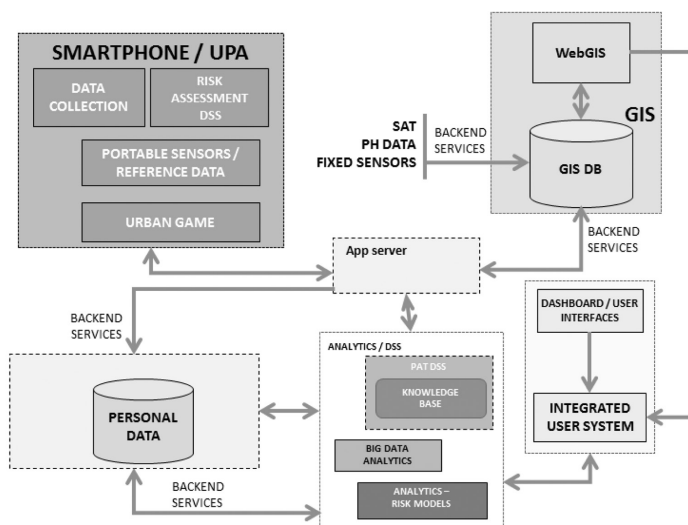 SMARTPHONE / UPA
DATA
COLLECTION
RISK
ASSESSMENT
DSS
PORTABLE SENSORS /
REFERENCE DATA
URBAN GAME
WebGIS
GIS
SAT
PH DATA
FIXED SENSORS
BACKEND
SERVICES
GIS DB
BACKEND
SERVICES
App server
BACKEND
SERVICES
DASHBOARD / USER
INTERFACES
ANALYTICS / DSS
PAT DSS
KNOWLEDGE
BASE
PERSONAL
DATA
INTEGRATED
USER SYSTEM
BIG DATA
ANALYTICS
BACKEND
SERVICES
ANALYTICS –
RISK MODELS